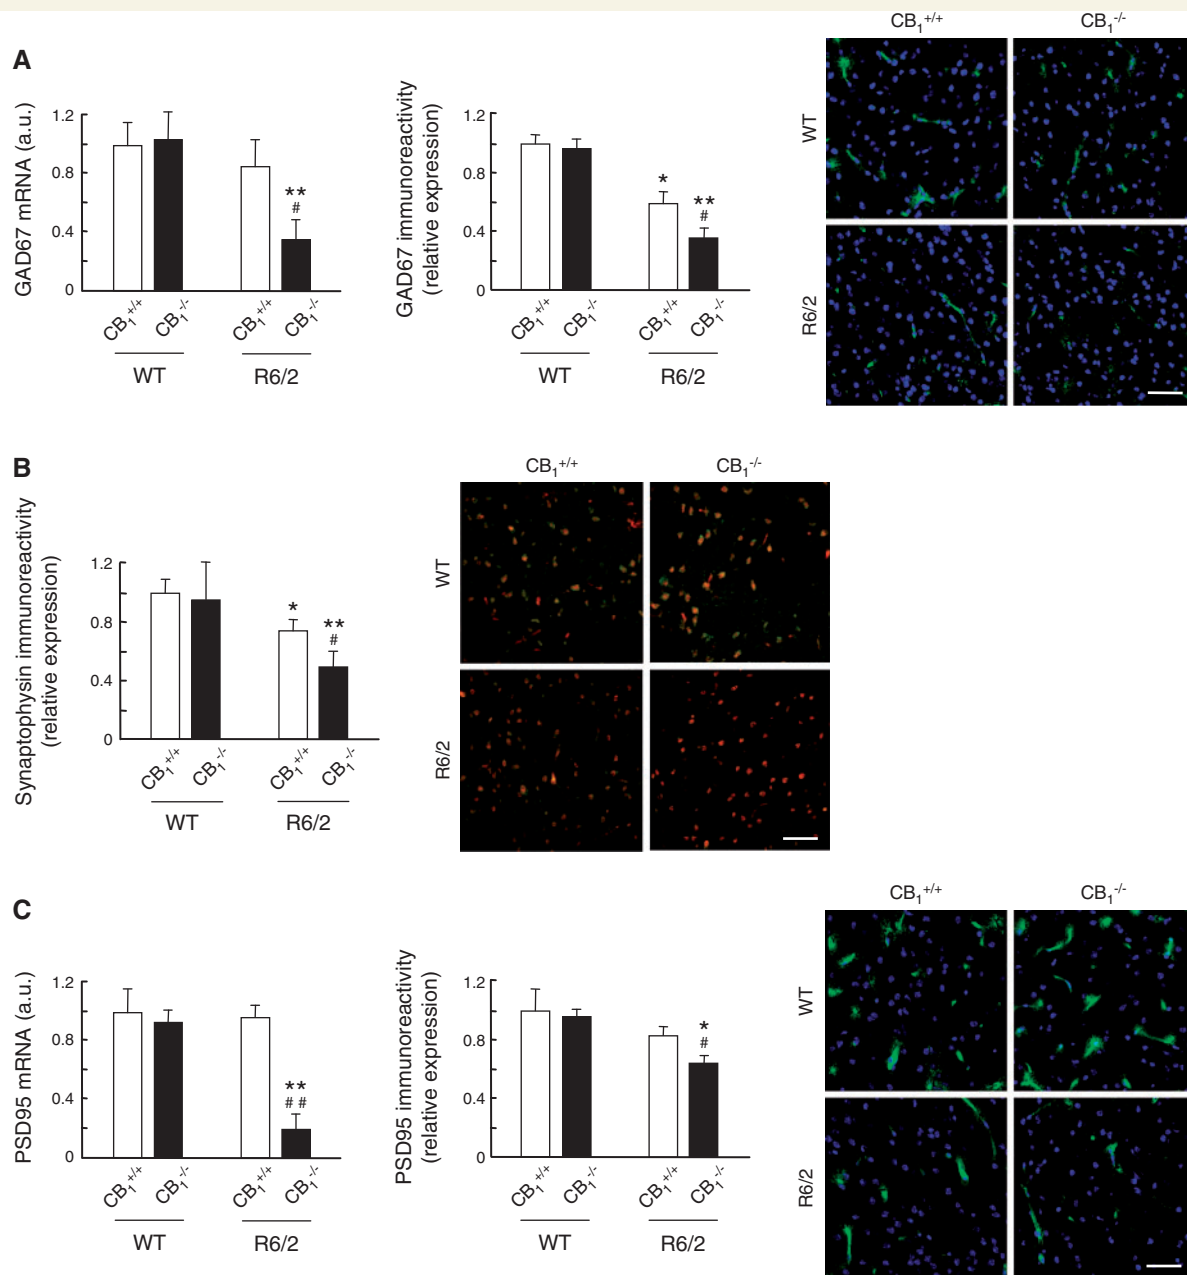 A
GAD67 mRNA (a.u.)
1.2
0.8
0.4
0
**
#
CB1+/+ CB1-/- CB1+/+ CB1-/-
WT R6/2
GAD67 immunoreactivity
(relative expression)
1.2
0.8
0.4
0
*
**
#
CB1+/+ CB1-/- CB1+/+ CB1-/-
WT R6/2
CB1+/+ CB1-/-
WT
R6/2
B
Synaptophysin immunoreactivity
(relative expression)
1.2
0.8
0.4
0
*
**
#
CB1+/+ CB1-/- CB1+/+ CB1-/-
WT R6/2
CB1+/+ CB1-/-
WT
R6/2
C
PSD95 mRNA (a.u.)
1.2
0.8
0.4
0
**
# #
CB1+/+ CB1-/- CB1+/+ CB1-/-
WT R6/2
PSD95 immunoreactivity
(relative expression)
1.2
0.8
0.4
0
*
#
CB1+/+ CB1-/- CB1+/+ CB1-/-
WT R6/2
CB1+/+ CB1-/-
WT
R6/2